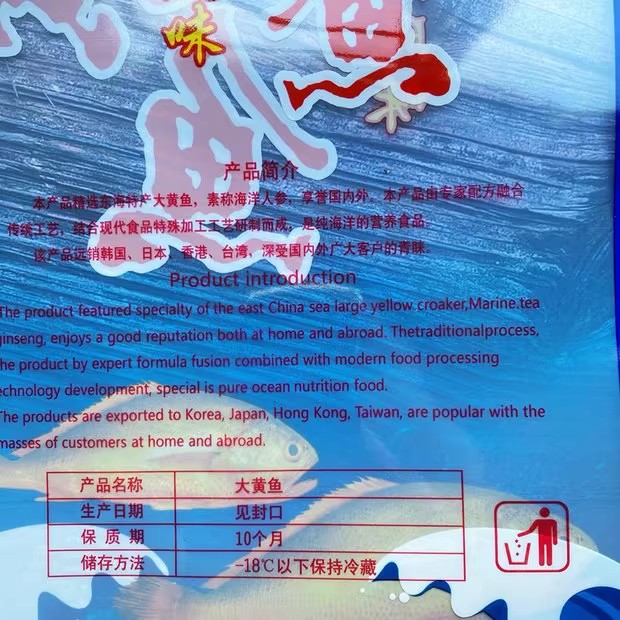 味
鱼
产品简介
本产品精选东海特产大黄鱼，素称海洋人参，享誉国内外。本产品由专家配方融合
传统工艺，结合现代食品特殊加工工艺研制而成，是纯海洋的营养食品。
该产品远销韩国、日本、香港、台湾，深受国内外广大客户的青睐。
Product introduction
The product featured specialty of the east China sea large yellow croaker,Marine.tea
ginseng, enjoys a good reputation both at home and abroad. Thetraditionalprocess,
the product by expert formula fusion combined with modern food processing
echnology development, special is pure ocean nutrition food.
The products are exported to Korea, Japan, Hong Kong, Taiwan, are popular with the
masses of customers at home and abroad.
产品名称 大黄鱼
生产日期 见封口
保 质 期 10个月
储存方法 -18℃以下保持冷藏